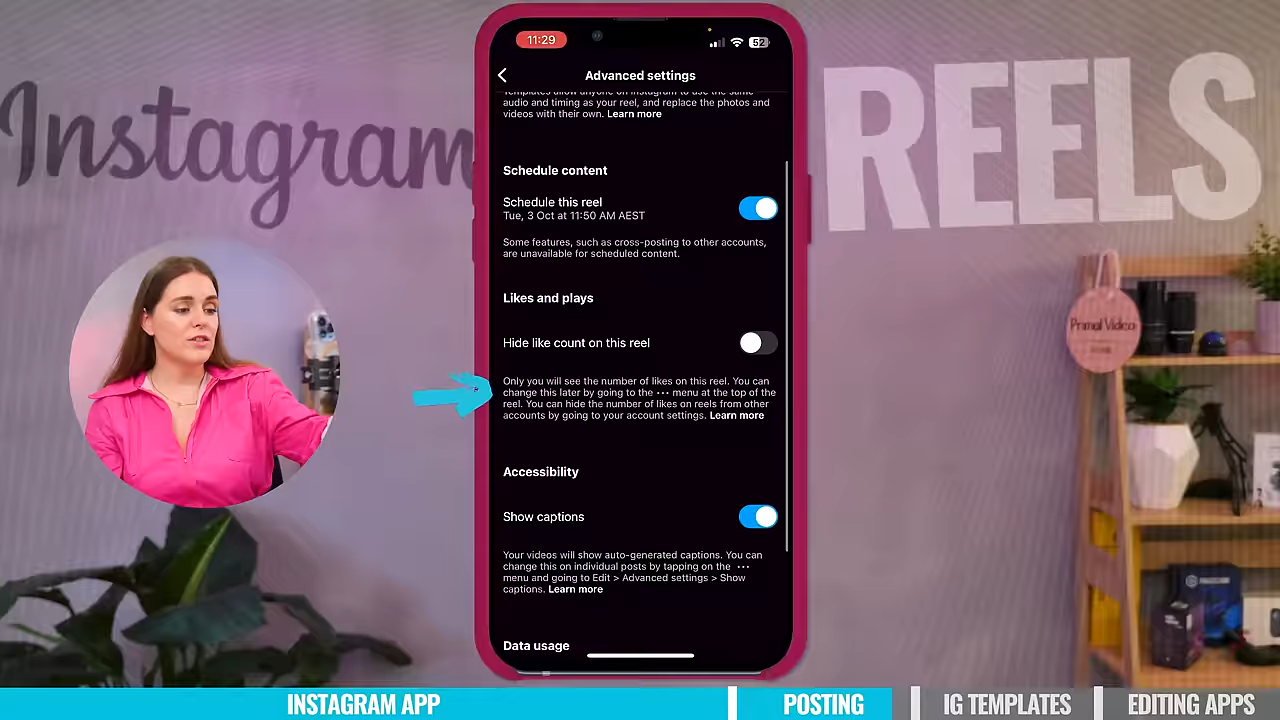 Instagram
REELS
11:29
52
Advanced settings
Templates allow anyone on Instagram to use the same
audio and timing as your reel, and replace the photos and
videos with their own. Learn more
Schedule content
Schedule this reel
Tue, 3 Oct at 11:50 AM AEST
Some features, such as cross-posting to other accounts,
are unavailable for scheduled content.
Likes and plays
Hide like count on this reel
Only you will see the number of likes on this reel. You can
change this later by going to the ··· menu at the top of the
reel. You can hide the number of likes on reels from other
accounts by going to your account settings. Learn more
Accessibility
Show captions
Your videos will show auto-generated captions. You can
change this on individual posts by tapping on the ···
menu and going to Edit > Advanced settings > Show
captions. Learn more
Data usage
Primal Video
INSTAGRAM APP
POSTING
IG TEMPLATES
EDITING APPS